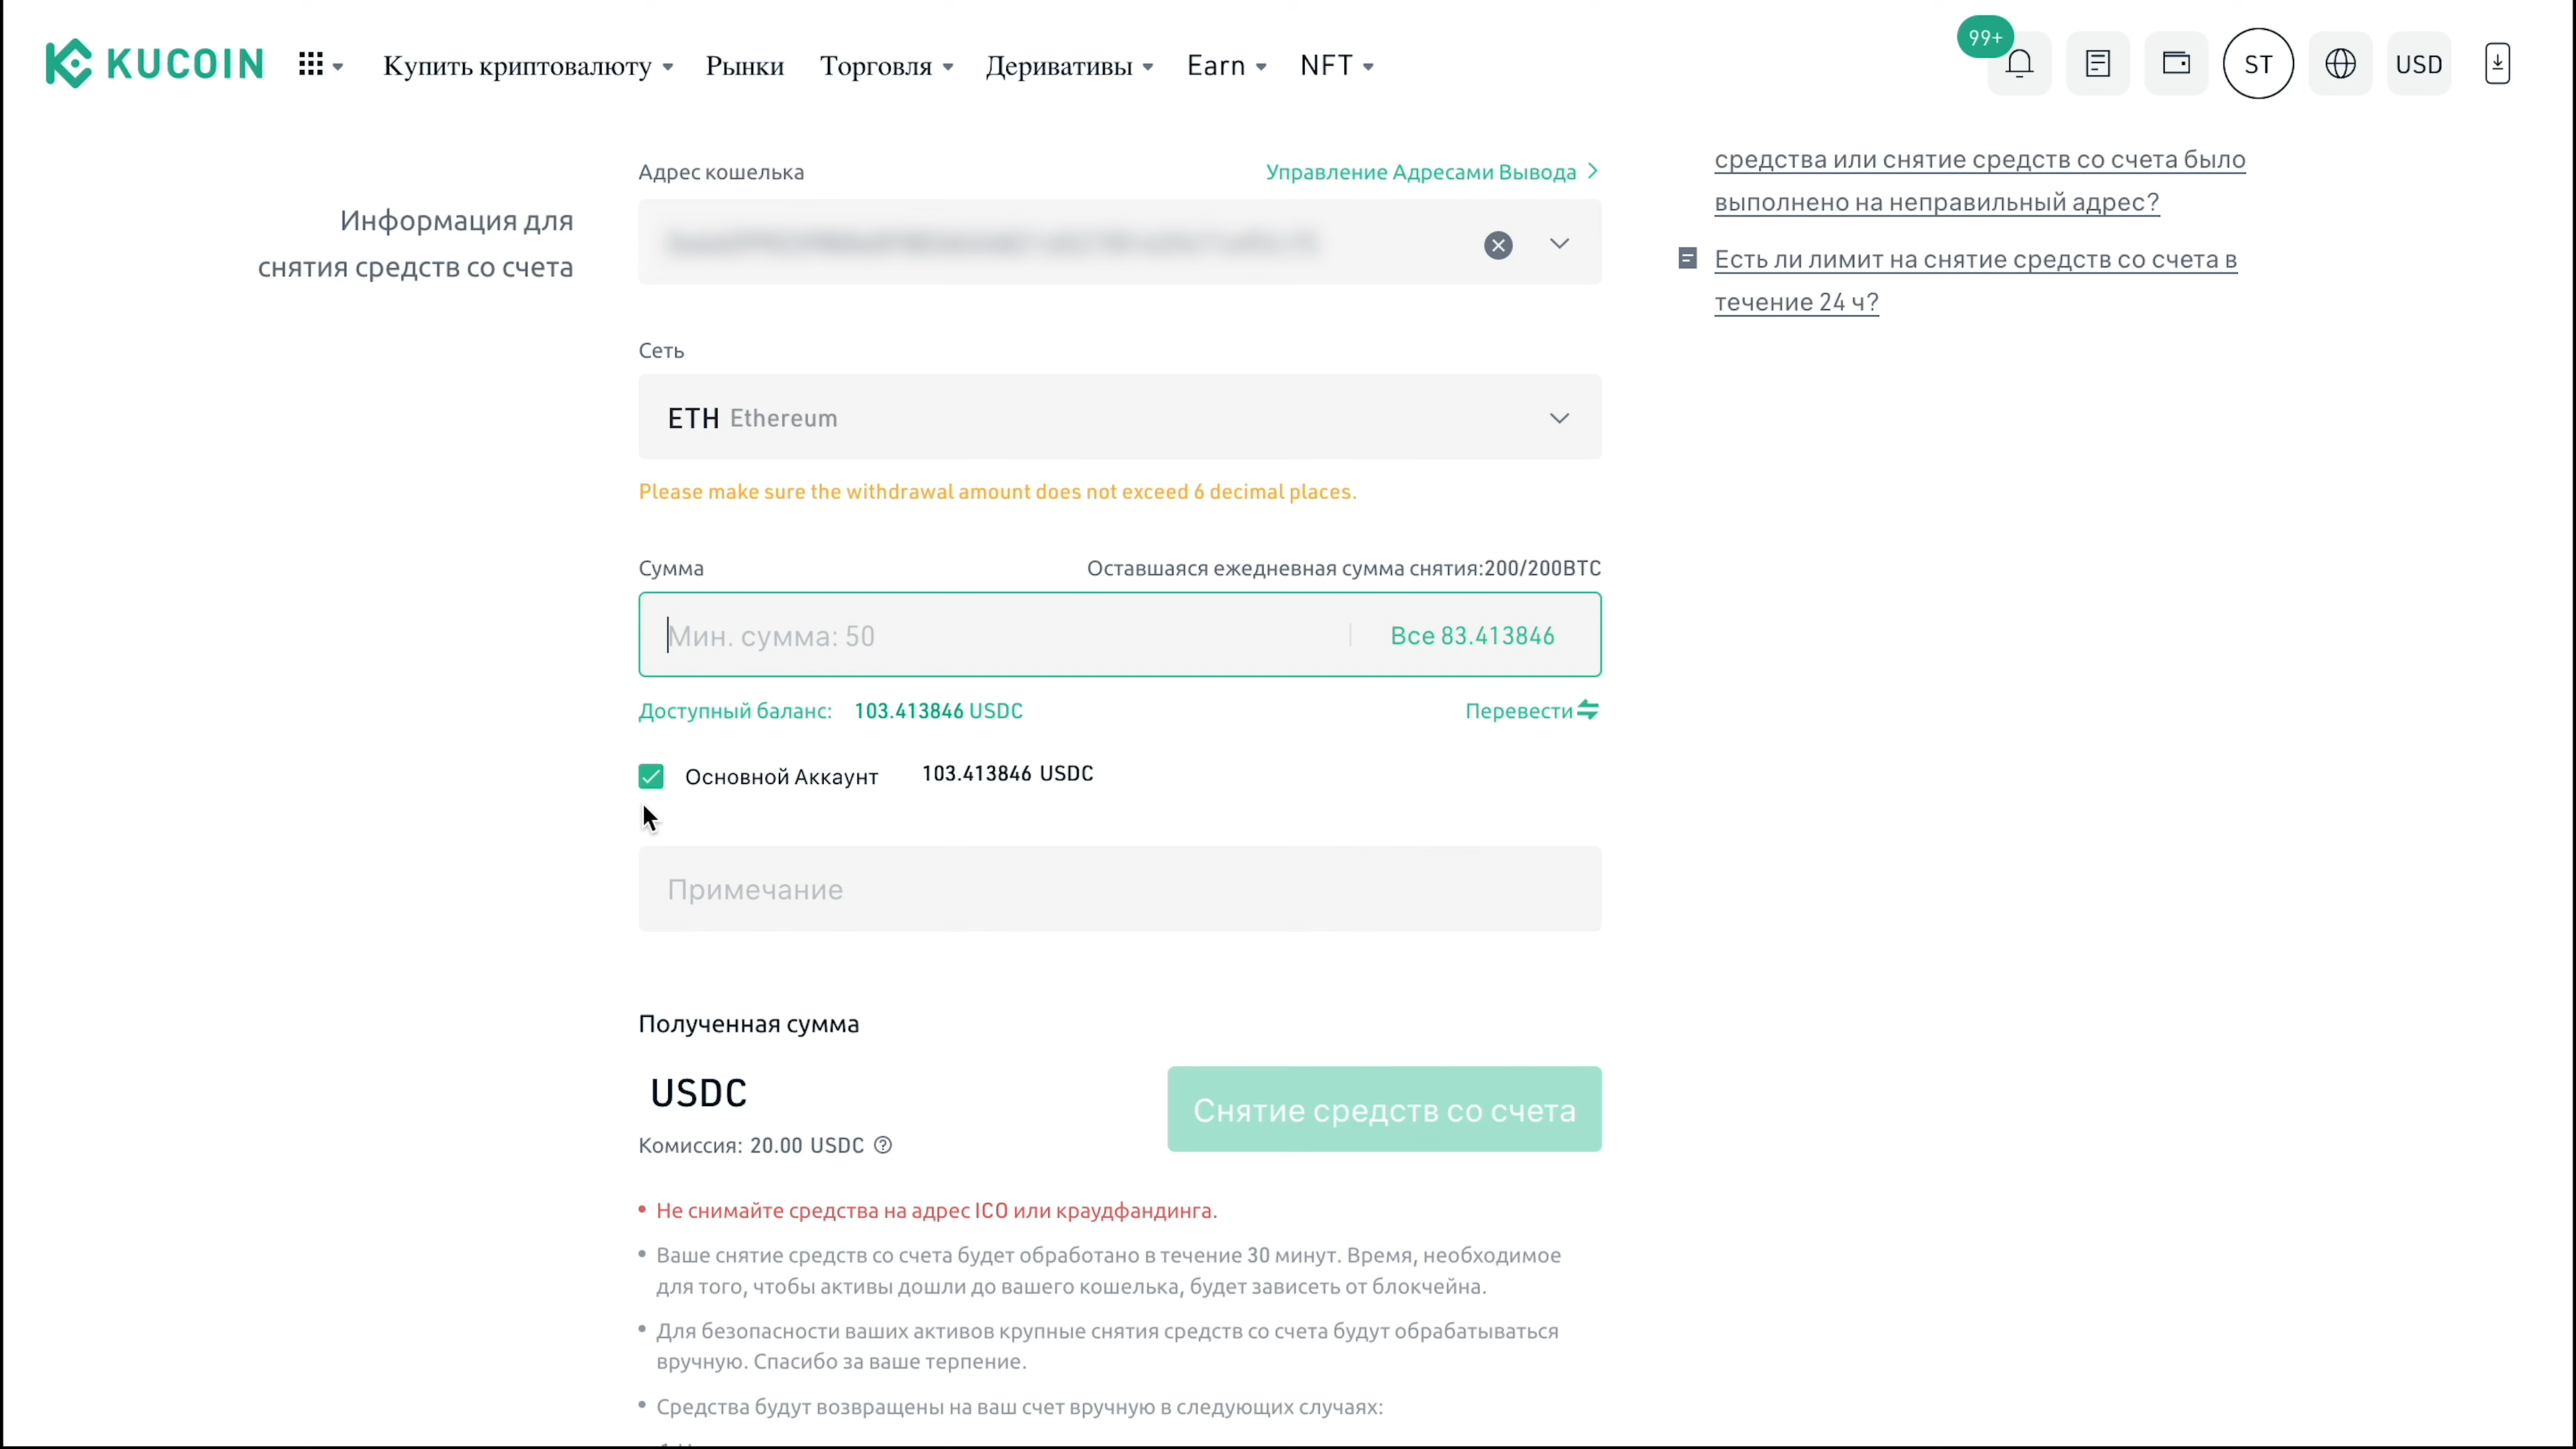 KUCOIN
Купить криптовалюту
Рынки
Торговля
Деривативы
Earn
NFT
99+
ST
USD
Информация для
снятия средств со счета
Адрес кошелька
Управление Адресами Вывода
Сеть
ETH Ethereum
Please make sure the withdrawal amount does not exceed 6 decimal places.
Сумма
Оставшаяся ежедневная сумма снятия:200/200BTC
Мин. сумма: 50
Все 83.413846
Доступный баланс: 103.413846 USDC
Перевести
Основной Аккаунт 103.413846 USDC
Примечание
Полученная сумма
USDC
Комиссия: 20.00 USDC
Снятие средств со счета
• Не снимайте средства на адрес ICO или краудфандинга.
• Ваше снятие средств со счета будет обработано в течение 30 минут. Время, необходимое
для того, чтобы активы дошли до вашего кошелька, будет зависеть от блокчейна.
• Для безопасности ваших активов крупные снятия средств со счета будут обрабатываться
вручную. Спасибо за ваше терпение.
• Средства будут возвращены на ваш счет вручную в следующих случаях:
средства или снятие средств со счета было
выполнено на неправильный адрес?
Есть ли лимит на снятие средств со счета в
течение 24 ч?